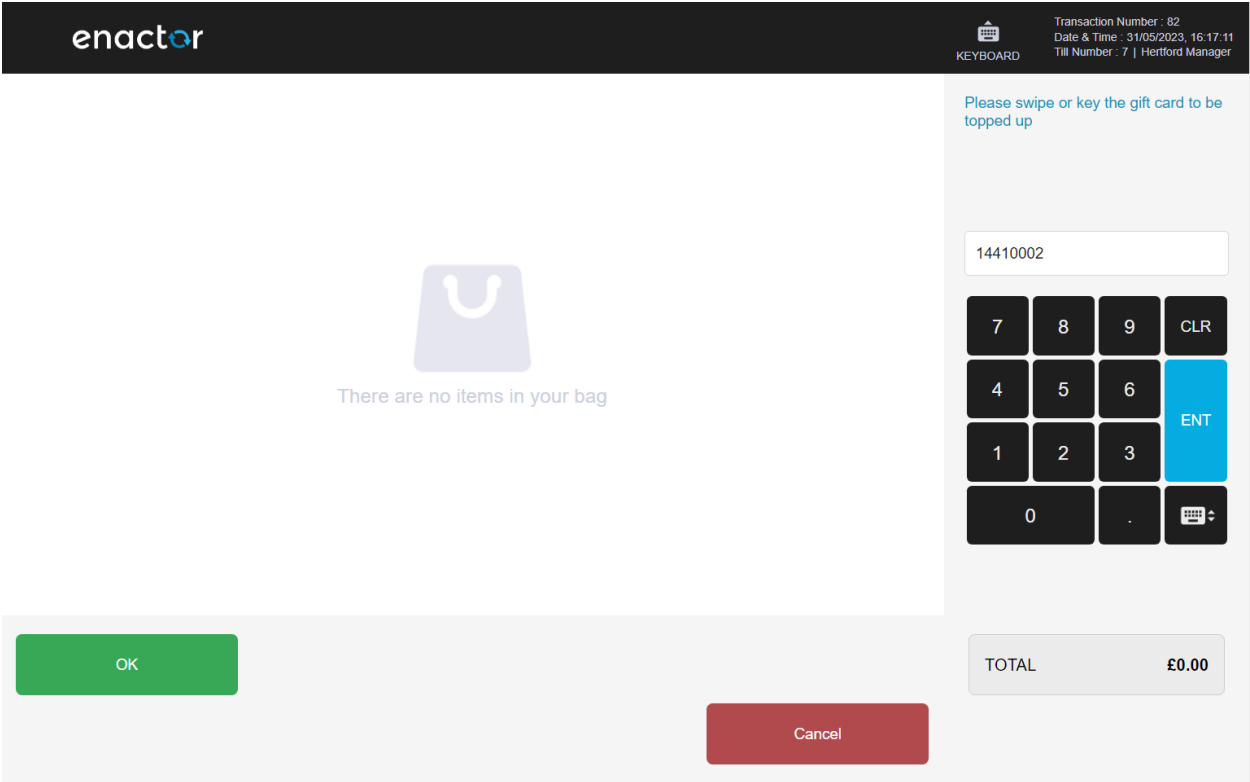 enactor
KEYBOARD
Transaction Number : 82
Date & Time : 31/05/2023, 16:17:11
Till Number : 7 | Hertford Manager
There are no items in your bag
Please swipe or key the gift card to be
topped up
14410002
7 8 9 CLR
4 5 6
ENT
1 2 3
0 .
OK
TOTAL £0.00
Cancel